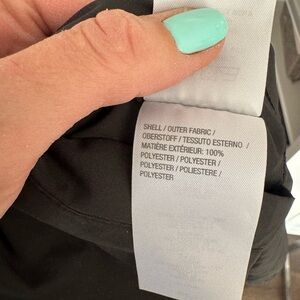 SHELL / OUTER FABRIC /
OBERSTOFF / TESSUTO ESTERNO /
MATIÈRE EXTÉRIEUR: 100%
POLYESTER / POLYESTER /
POLYESTER / POLIESTERE /
POLYESTER